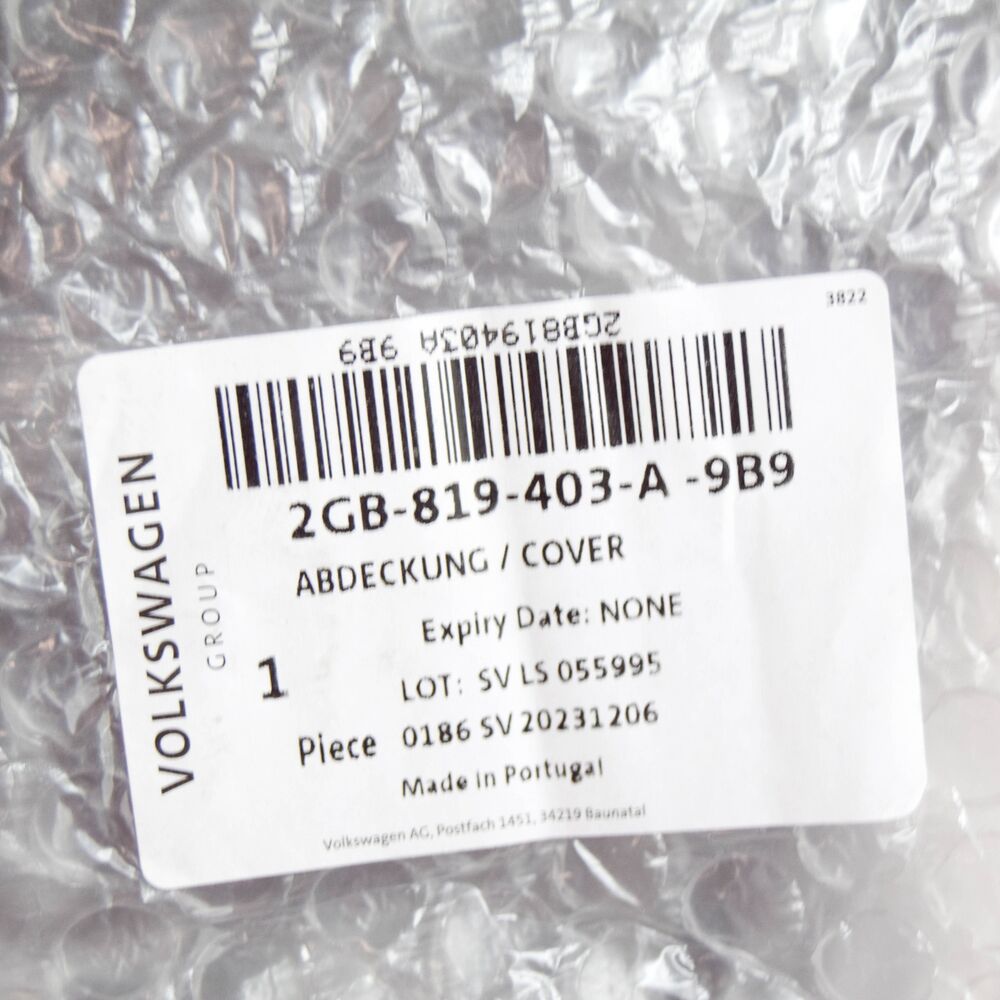 3822
2GB819403A 9B9
2GB-819-403-A -9B9
ABDECKUNG / COVER
Expiry Date: NONE
LOT: SV LS 055995
1 Piece
0186 SV 20231206
Made in Portugal
Volkswagen AG, Postfach 1451, 34219 Baunatal
VOLKSWAGEN
GROUP